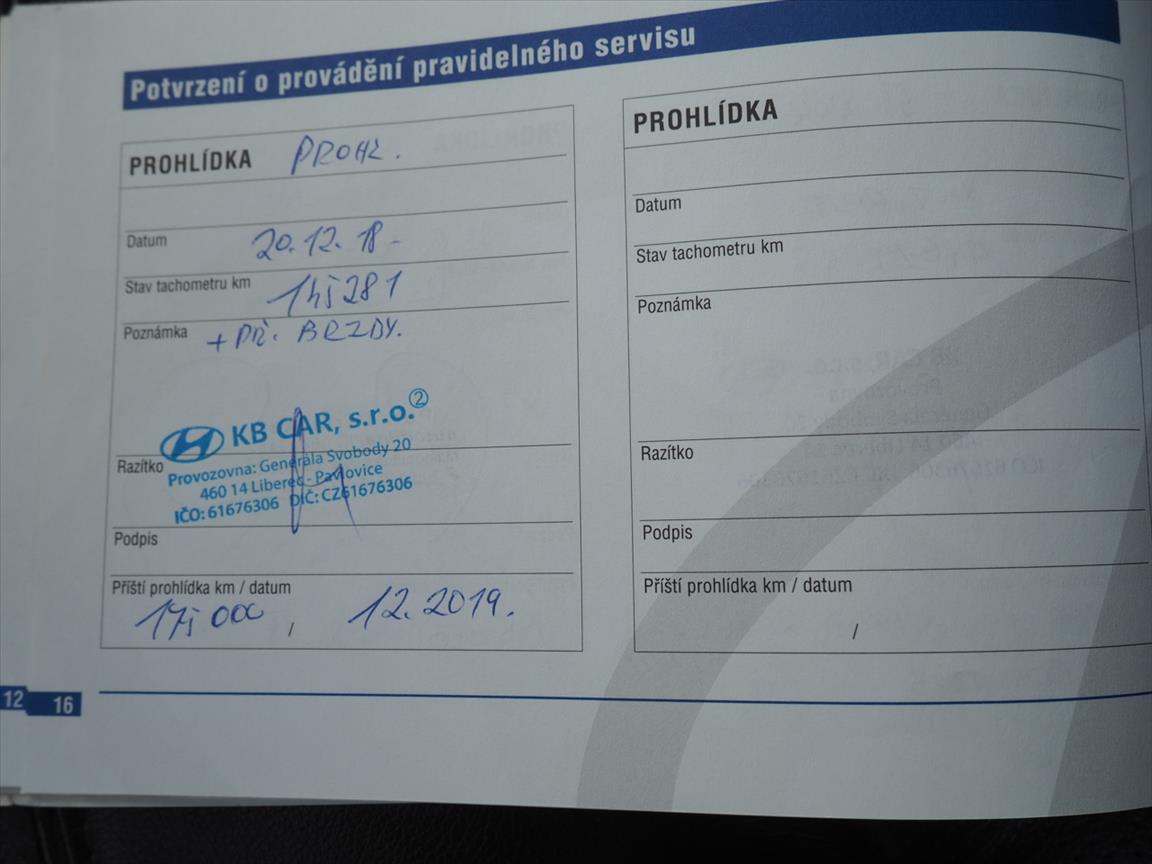 Potvrzení o provádění pravidelného servisu
PROHLÍDKA PROHL.
Datum 20.12.18-
Stav tachometru km 145281
Poznámka + PŘ. BRZDY.
KB CAR, s.r.o. ②
Provozovna: Generála Svobody 20
460 14 Liberec - Pavlovice
IČO: 61676306 DIČ: CZ61676306
Razítko
Podpis
Příští prohlídka km / datum
175 000 / 12.2019.
PROHLÍDKA
Datum
Stav tachometru km
Poznámka
Razítko
Podpis
Příští prohlídka km / datum
/
12 16